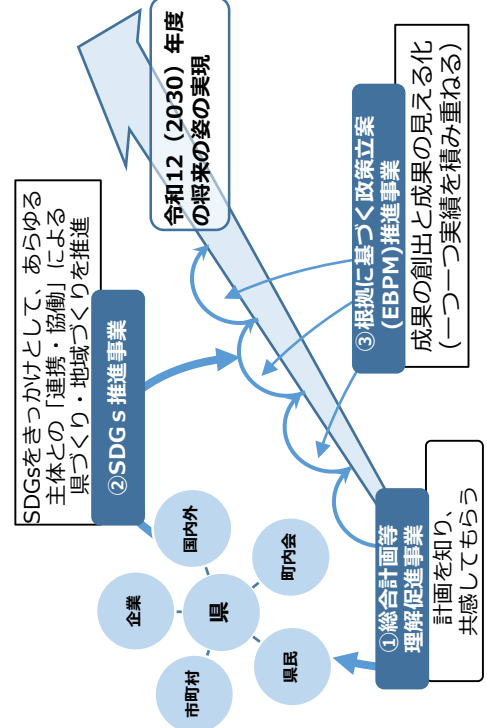 SDGsをきっかけとして、あらゆる
主体との「連携・協働」による
県づくり・地域づくりを推進
②SDGｓ推進事業
令和12（2030）年度
の将来の姿の実現
企業
国内外
市町村
県
町内会
県民
①総合計画等
理解促進事業
計画を知り、
共感してもらう
③根拠に基づく政策立案
(EBPM)推進事業
成果の創出と成果の見える化
(一つ一つ実績を積み重ねる)